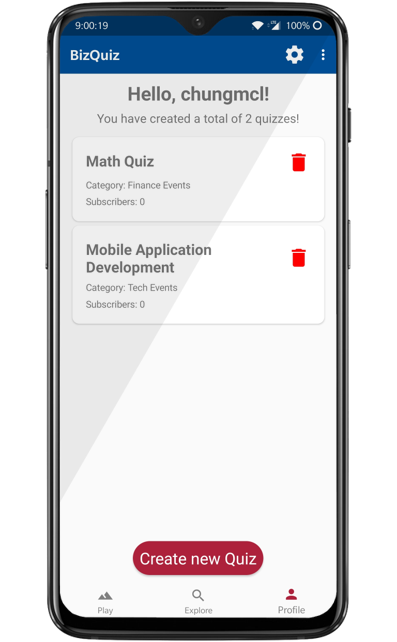 9:00:19
100%
BizQuiz
Hello, chungmcl!
You have created a total of 2 quizzes!
Math Quiz
Category: Finance Events
Subscribers: 0
Mobile Application
Development
Category: Tech Events
Subscribers: 0
Create new Quiz
Play
Explore
Profile